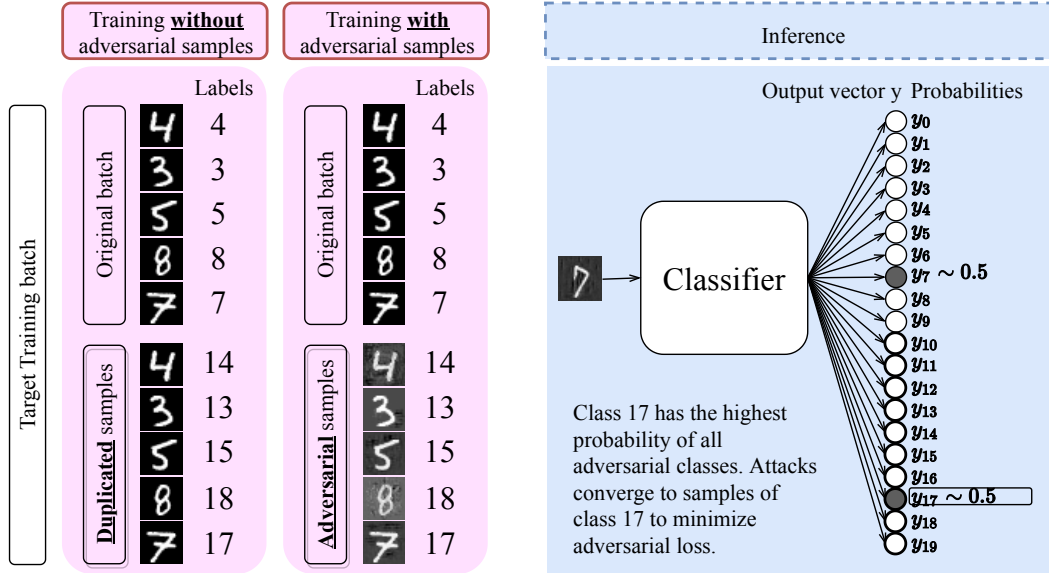 Training without
adversarial samples
Training with
adversarial samples
Inference
Target Training batch
Labels
Original batch
4
3
5
8
7
Duplicated samples
14
13
15
18
17
Labels
Original batch
4
3
5
8
7
Adversarial samples
14
13
15
18
17
Output vector y Probabilities
Classifier
y0
y1
y2
y3
y4
y5
y6
y7 ~ 0.5
y8
y9
y10
y11
y12
y13
y14
y15
y16
y17 ~ 0.5
y18
y19
Class 17 has the highest
probability of all
adversarial classes. Attacks
converge to samples of
class 17 to minimize
adversarial loss.